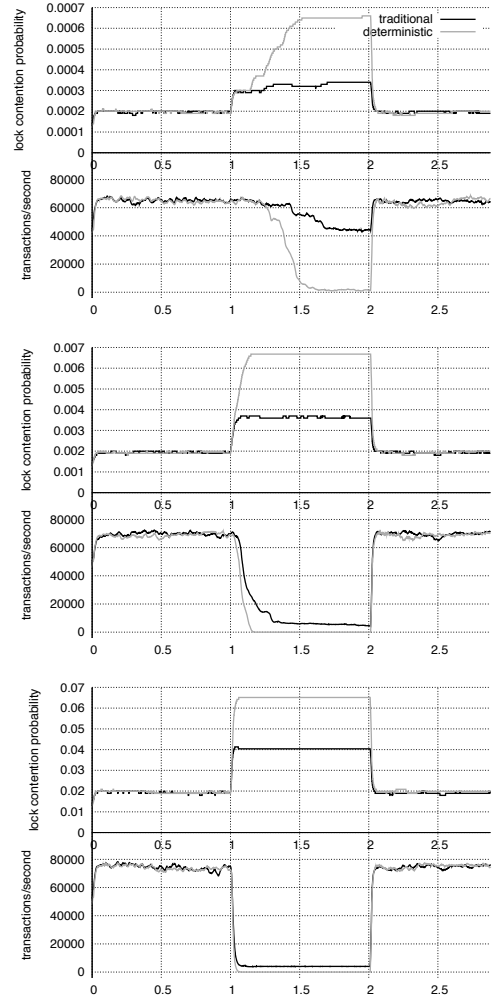 0.0007
0.0006
0.0005
0.0004
0.0003
0.0002
0.0001
0
lock contention probability
traditional
deterministic
0 0.5 1 1.5 2 2.5
80000
60000
40000
20000
0
transactions/second
0 0.5 1 1.5 2 2.5
0.007
0.006
0.005
0.004
0.003
0.002
0.001
0
lock contention probability
0 0.5 1 1.5 2 2.5
80000
60000
40000
20000
0
transactions/second
0 0.5 1 1.5 2 2.5
0.07
0.06
0.05
0.04
0.03
0.02
0.01
0
lock contention probability
0 0.5 1 1.5 2 2.5
80000
60000
40000
20000
0
transactions/second
0 0.5 1 1.5 2 2.5